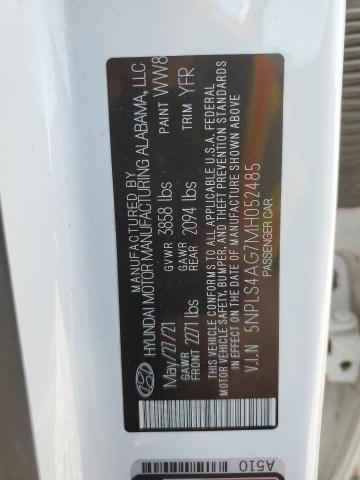 MANUFACTURED BY
HYUNDAI MOTOR MANUFACTURING ALABAMA, LLC
May/27/21 GVWR 3858 lbs PAINT WW8
GAWR FRONT 2271 lbs GAWR REAR 2094 lbs TRIM YFR
THIS VEHICLE CONFORMS TO ALL APPLICABLE U.S.A. FEDERAL
MOTOR VEHICLE SAFETY, BUMPER, AND THEFT PREVENTION
STANDARDS IN EFFECT ON THE DATE OF MANUFACTURE SHOWN ABOVE
V.I.N 5NPLS4AG7MH052485
PASSENGER CAR
A510